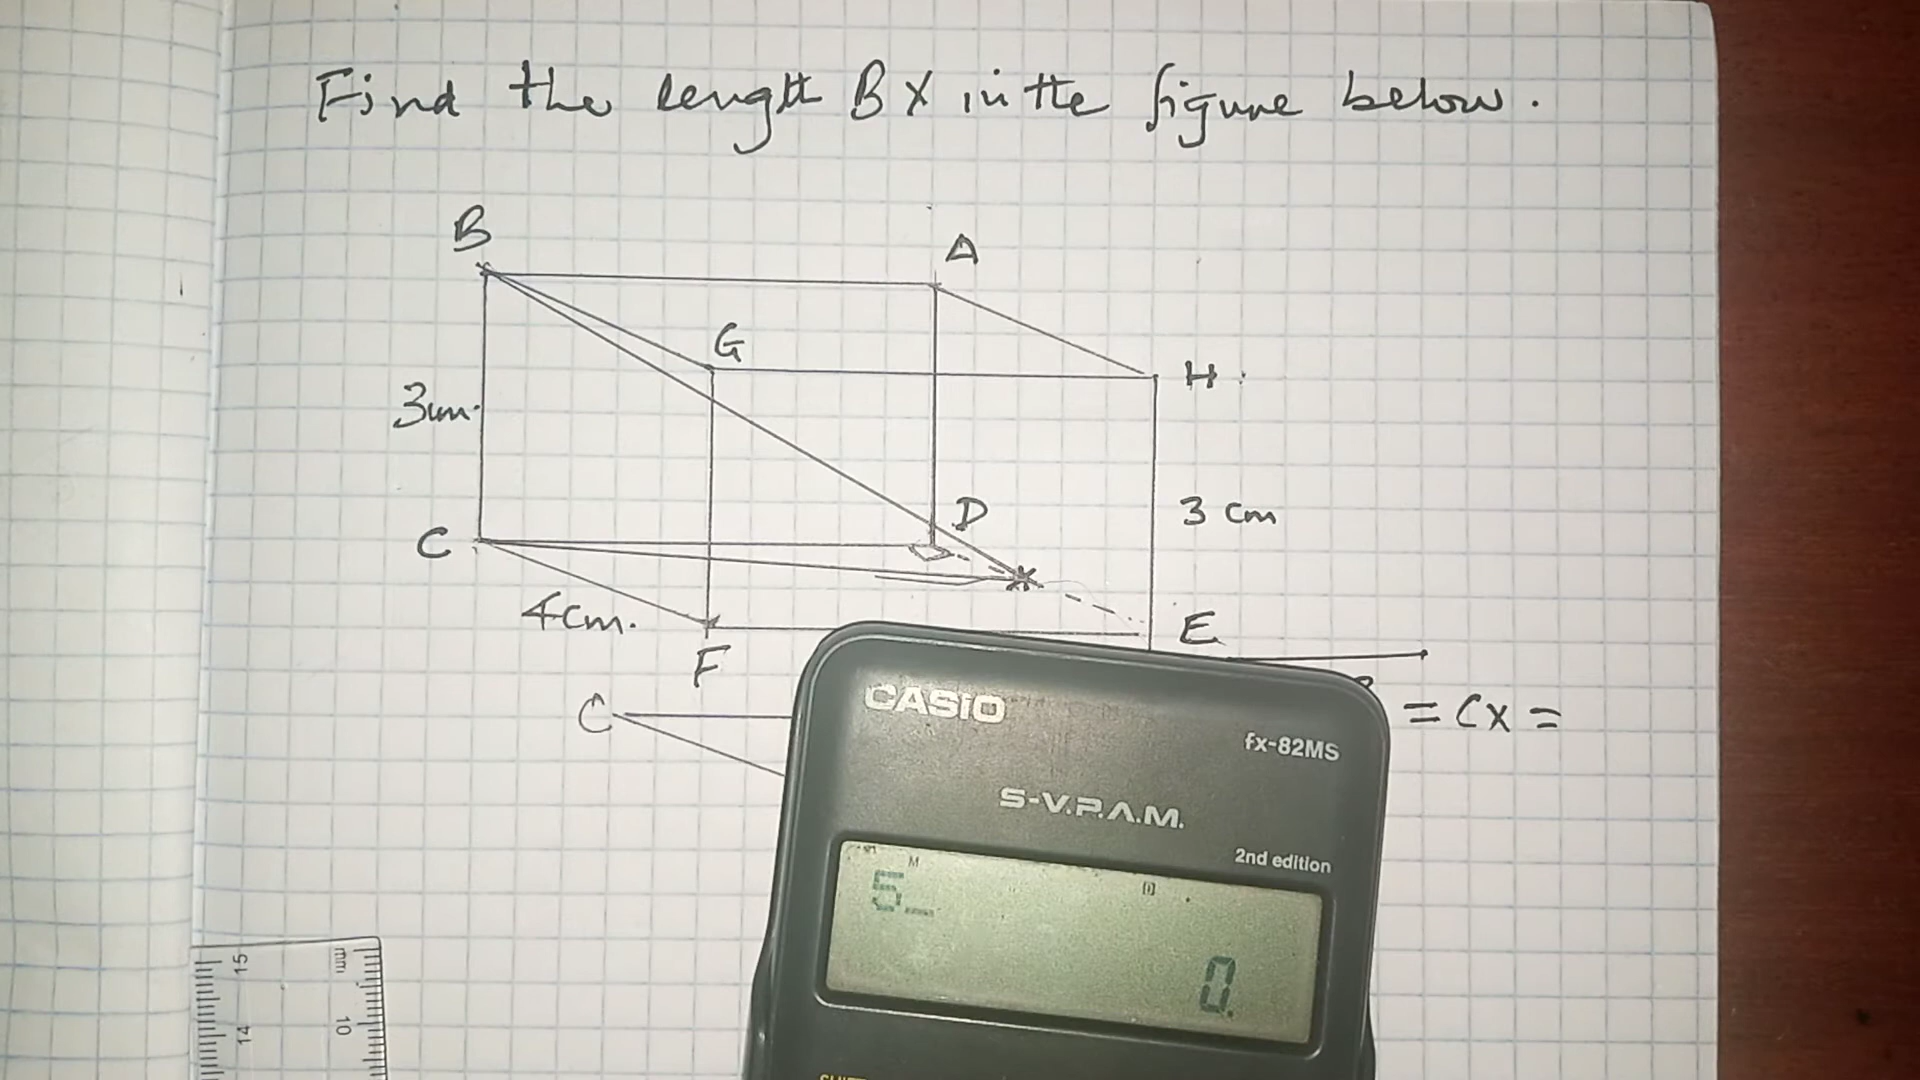 Find the length BX in the figure below.
B
A
G
H
3cm.
D
3 cm
C
4cm.
E
F
C
= Cx =
CASIO
fx-82MS
S-V.P.A.M.
2nd edition
M
D
5_
0.
15
mm
14
10